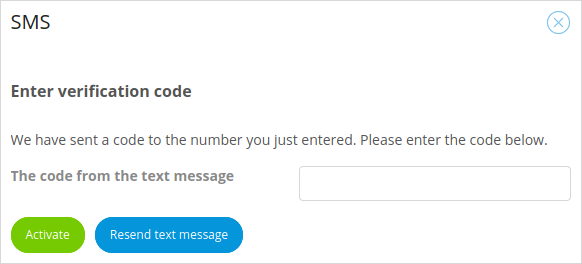 SMS
Enter verification code
We have sent a code to the number you just entered. Please enter the code below.
The code from the text message
Activate
Resend text message